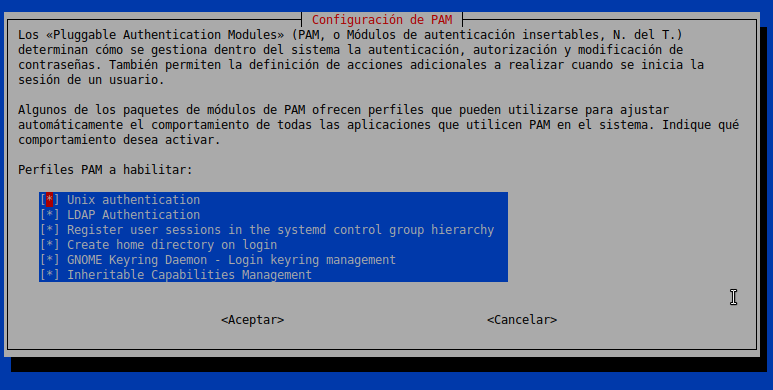 Configuración de PAM
Los «Pluggable Authentication Modules» (PAM, o Módulos de autenticación insertables, N. del T.)
determinan cómo se gestiona dentro del sistema la autenticación, autorización y modificación de
contraseñas. También permiten la definición de acciones adicionales a realizar cuando se inicia la
sesión de un usuario.
Algunos de los paquetes de módulos de PAM ofrecen perfiles que pueden utilizarse para ajustar
automáticamente el comportamiento de todas las aplicaciones que utilicen PAM en el sistema. Indique qué
comportamiento desea activar.
Perfiles PAM a habilitar:
[*] Unix authentication
[*] LDAP Authentication
[*] Register user sessions in the systemd control group hierarchy
[*] Create home directory on login
[*] GNOME Keyring Daemon - Login keyring management
[*] Inheritable Capabilities Management
<Aceptar> <Cancelar>